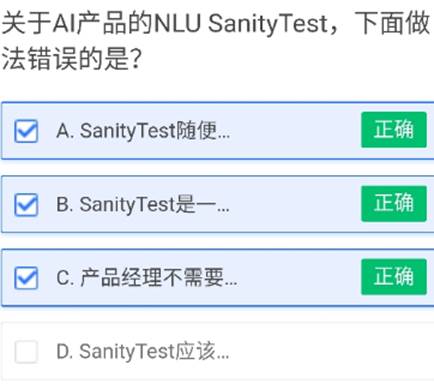 关于AI产品的NLU SanityTest，下面做
法错误的是？
A. SanityTest随便... 正确
B. SanityTest是一... 正确
C. 产品经理不需要... 正确
D. SanityTest应该...